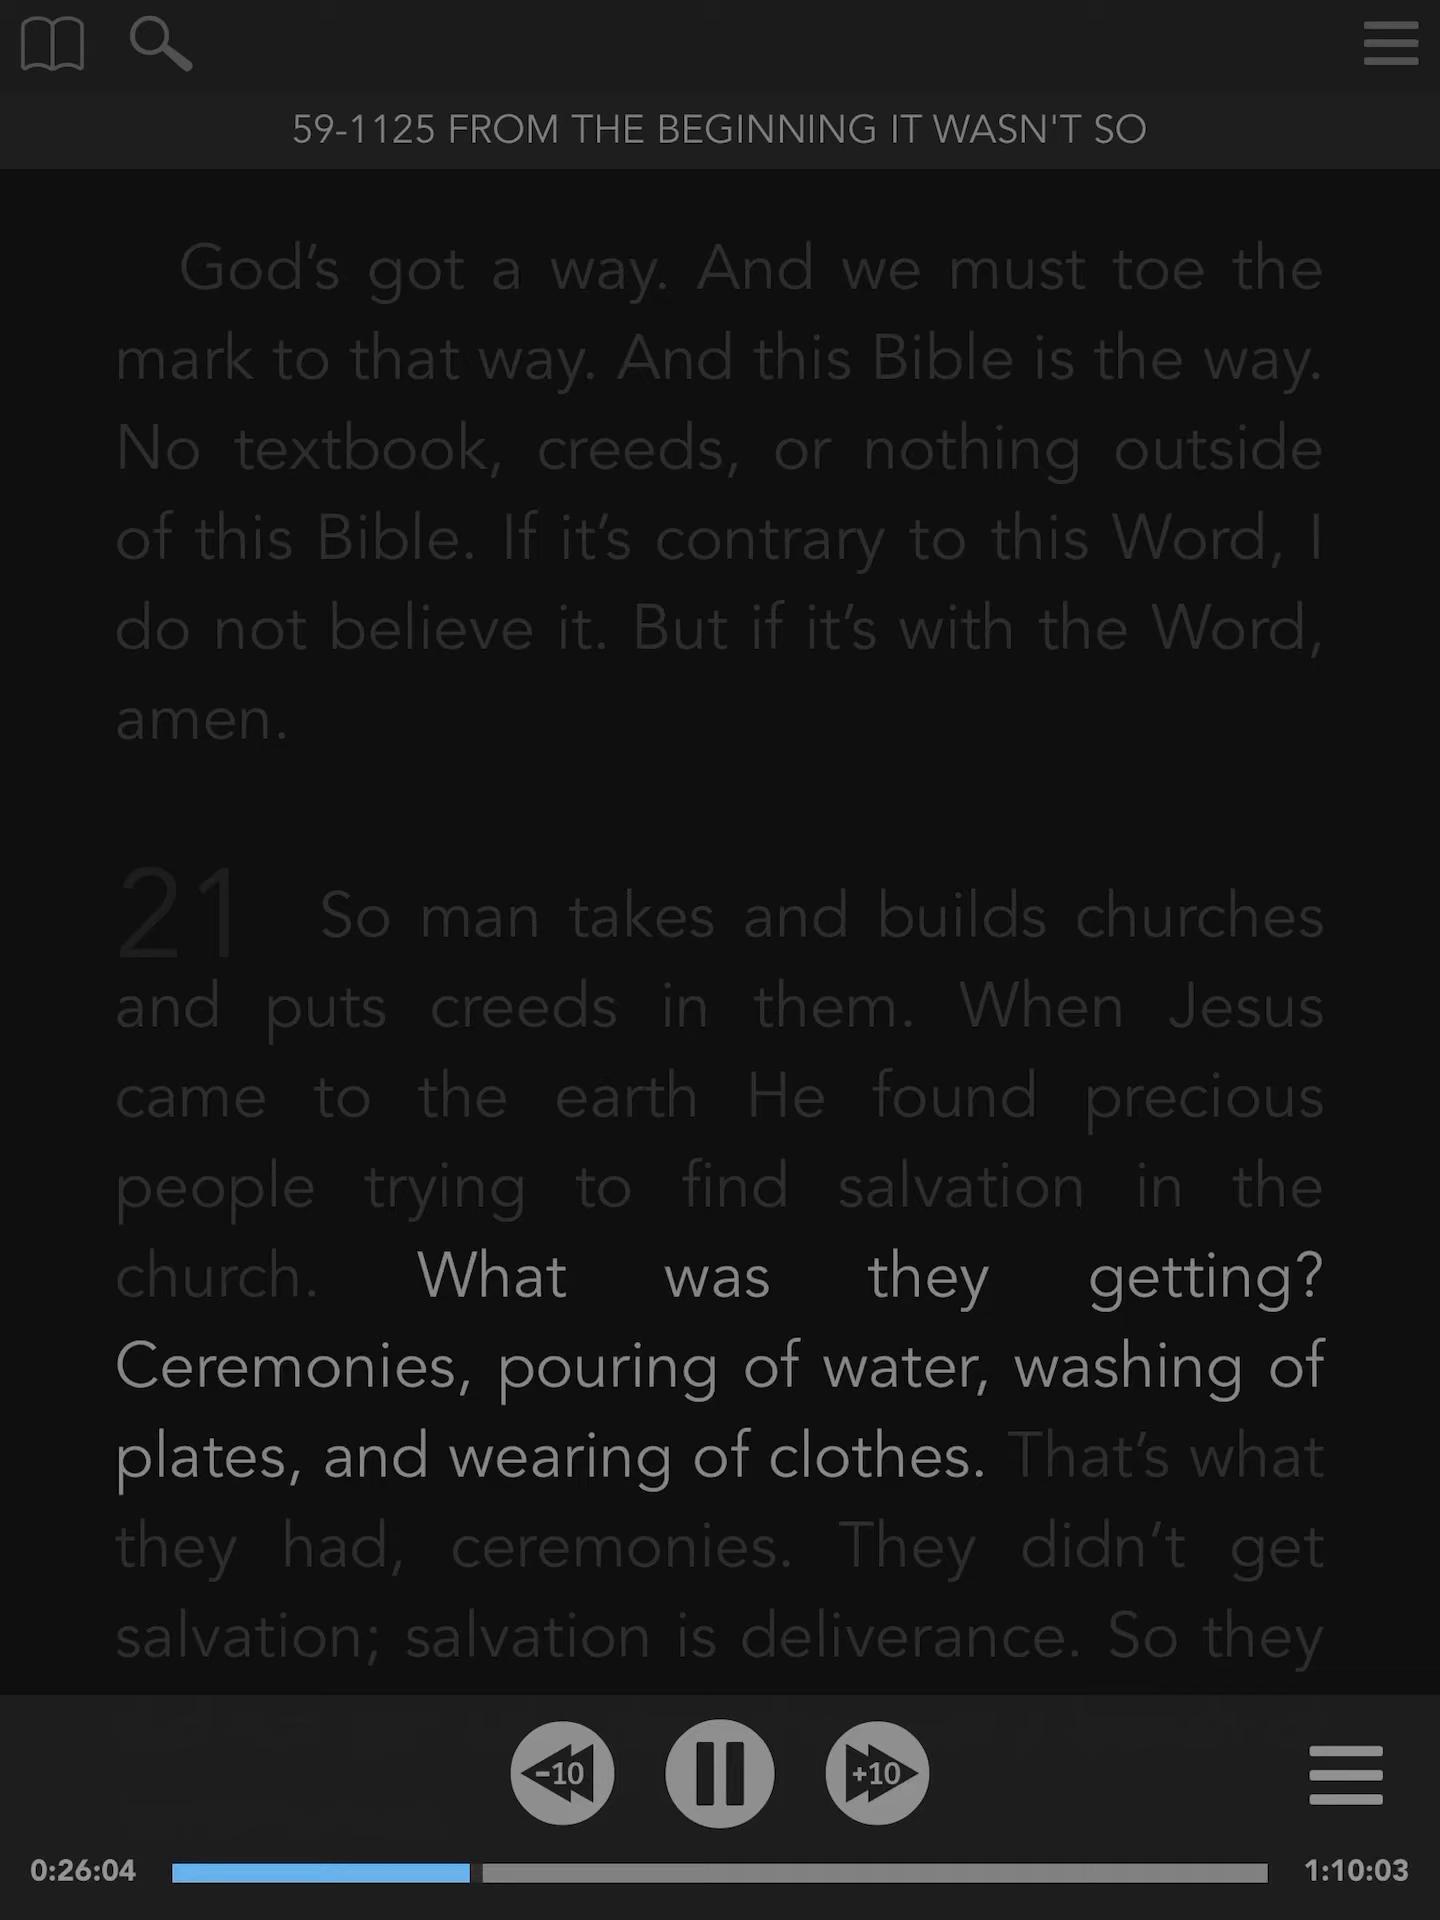 59-1125 FROM THE BEGINNING IT WASN'T SO
God’s got a way. And we must toe the
mark to that way. And this Bible is the way.
No textbook, creeds, or nothing outside
of this Bible. If it’s contrary to this Word, I
do not believe it. But if it’s with the Word,
amen.
21 So man takes and builds churches
and puts creeds in them. When Jesus
came to the earth He found precious
people trying to find salvation in the
church. What was they getting?
Ceremonies, pouring of water, washing of
plates, and wearing of clothes. That’s what
they had, ceremonies. They didn’t get
salvation; salvation is deliverance. So they
-10 +10
0:26:04 1:10:03